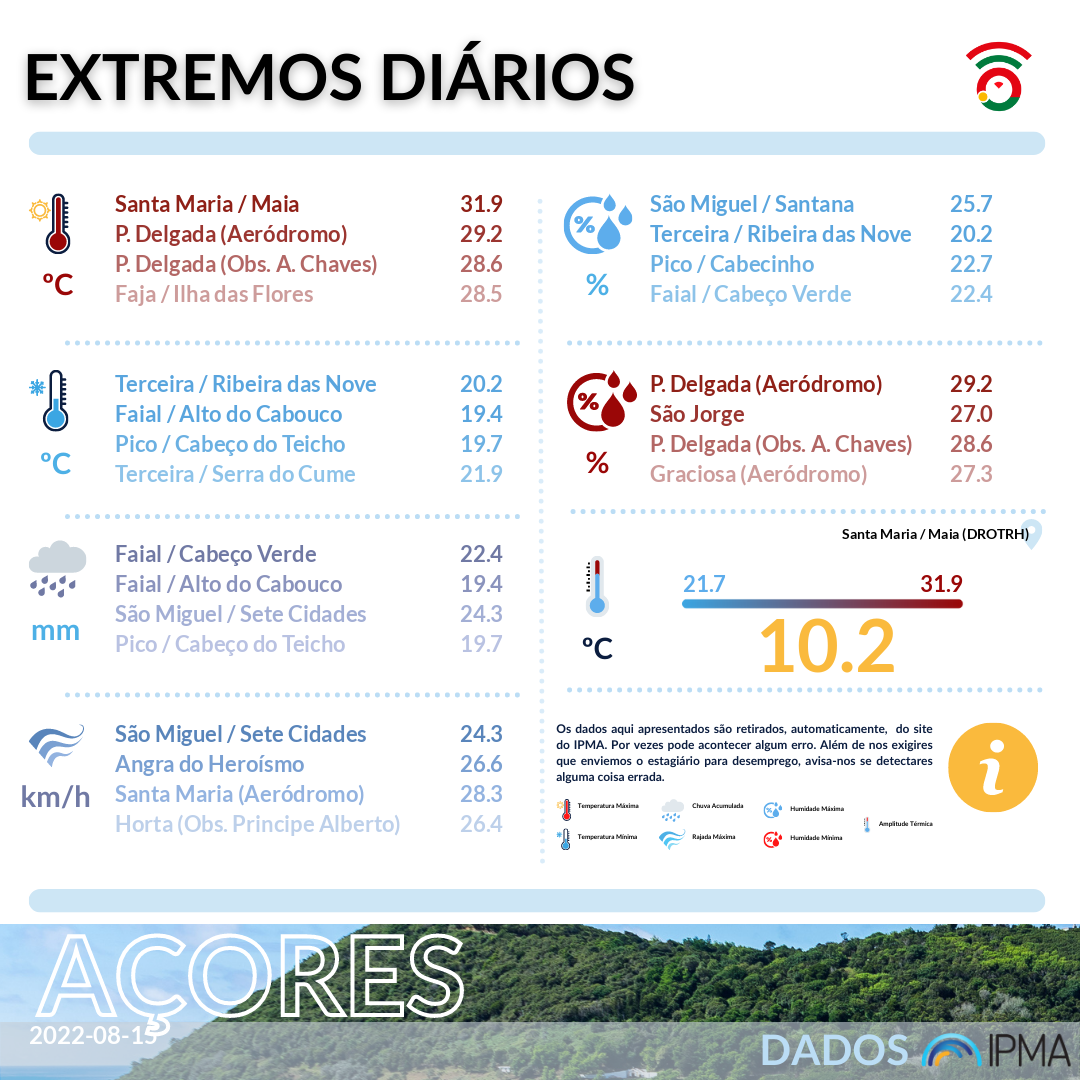 EXTREMOS DIÁRIOS
Santa Maria / Maia 31.9
P. Delgada (Aeródromo) 29.2
P. Delgada (Obs. A. Chaves) 28.6
Faja / Ilha das Flores 28.5
ºC
São Miguel / Santana 25.7
Terceira / Ribeira das Nove 20.2
Pico / Cabecinho 22.7
Faial / Cabeço Verde 22.4
%
%
Terceira / Ribeira das Nove 20.2
Faial / Alto do Cabouco 19.4
Pico / Cabeço do Teicho 19.7
Terceira / Serra do Cume 21.9
ºC
P. Delgada (Aeródromo) 29.2
São Jorge 27.0
P. Delgada (Obs. A. Chaves) 28.6
Graciosa (Aeródromo) 27.3
%
%
Faial / Cabeço Verde 22.4
Faial / Alto do Cabouco 19.4
São Miguel / Sete Cidades 24.3
Pico / Cabeço do Teicho 19.7
mm
Santa Maria / Maia (DROTRH)
21.7 31.9
10.2
ºC
São Miguel / Sete Cidades 24.3
Angra do Heroísmo 26.6
Santa Maria (Aeródromo) 28.3
Horta (Obs. Principe Alberto) 26.4
km/h
Os dados aqui apresentados são retirados, automaticamente, do site
do IPMA. Por vezes pode acontecer algum erro. Além de nos exigires
que enviemos o estagiário para desemprego, avisa-nos se detectares
alguma coisa errada.
i
Temperatura Máxima
Chuva Acumulada
Humidade Máxima
Amplitude Térmica
Temperatura Mínima
Rajada Máxima
Humidade Mínima
AÇORES
2022-08-15
DADOS IPMA